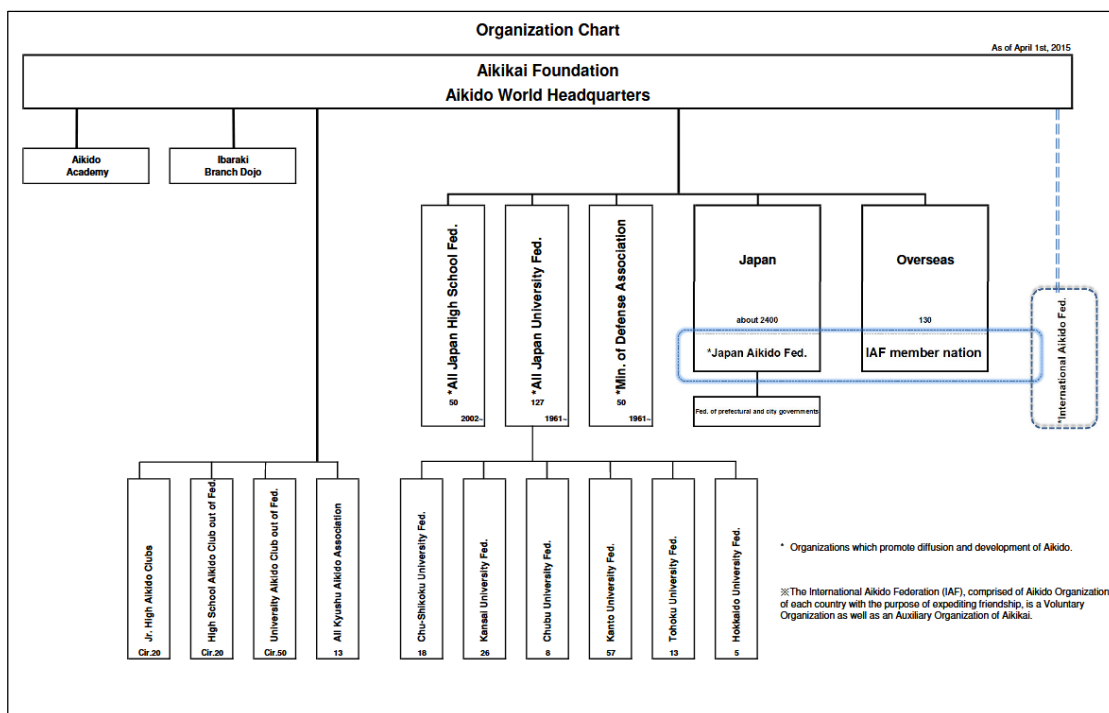 Organization Chart
As of April 1st, 2015
Aikikai Foundation
Aikido World Headquarters
Aikido
Academy
Ibaraki
Branch Dojo
*All Japan High School Fed.
50
2002~
*All Japan University Fed.
127
1961~
*Min. of Defense Association
50
1961~
Japan
about 2400
*Japan Aikido Fed.
Overseas
130
IAF member nation
*International Aikido Fed.
Fed. of prefectural and city governments
Jr. High Aikido Clubs
Cir.20
High School Aikido Club out of Fed.
Cir.20
University Aikido Club out of Fed.
Cir.50
All Kyushu Aikido Association
13
Chu-Shikoku University Fed.
18
Kansai University Fed.
26
Chubu University Fed.
8
Kanto University Fed.
57
Tohoku University Fed.
13
Hokkaido University Fed.
5
* Organizations which promote diffusion and development of Aikido.
※The International Aikido Federation (IAF), comprised of Aikido Organization
of each country with the purpose of expediting friendship, is a Voluntary
Organization as well as an Auxiliary Organization of Aikikai.